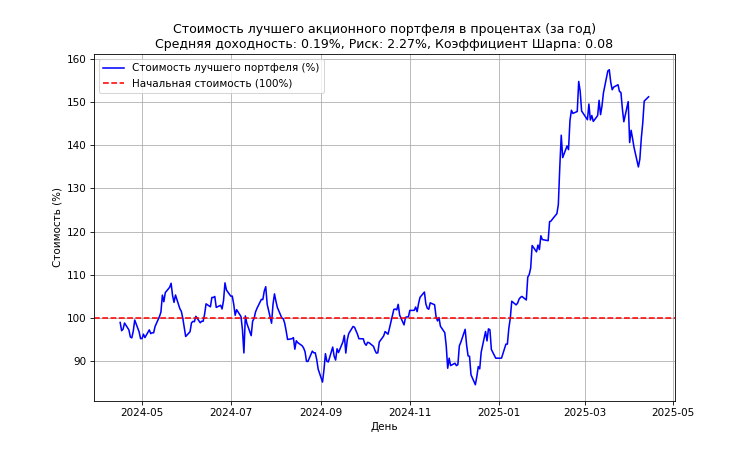 Стоимость лучшего акционного портфеля в процентах (за год)
Средняя доходность: 0.19%, Риск: 2.27%, Коэффициент Шарпа: 0.08
Стоимость лучшего портфеля (%)
Начальная стоимость (100%)
Стоимость (%)
160
150
140
130
120
110
100
90
2024-05
2024-07
2024-09
2024-11
2025-01
2025-03
2025-05
День